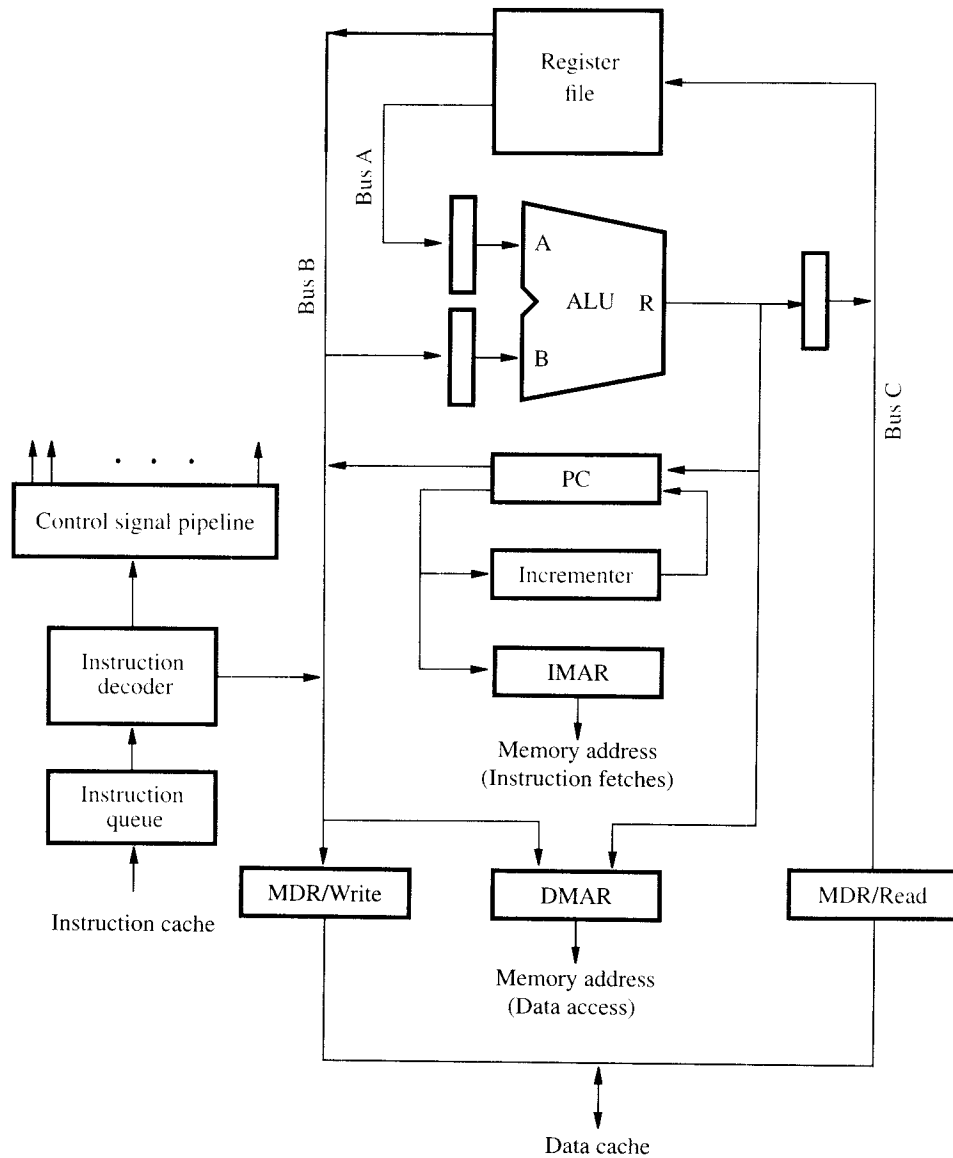 Register
file
Bus A
Bus B
A
ALU
R
B
Bus C
PC
. . .
Control signal pipeline
Incrementer
Instruction
decoder
IMAR
Memory address
(Instruction fetches)
Instruction
queue
MDR/Write
DMAR
MDR/Read
Instruction cache
Memory address
(Data access)
Data cache